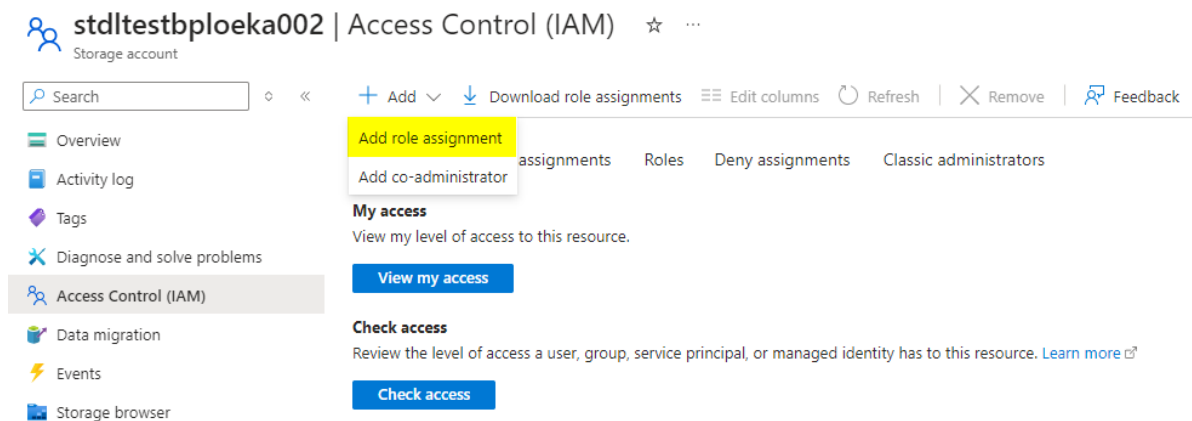 stdltestbploeka002 | Access Control (IAM) ☆ ...
Storage account
Search
Add Download role assignments Edit columns Refresh | Remove | Feedback
Overview
Activity log
Tags
Diagnose and solve problems
Access Control (IAM)
Data migration
Events
Storage browser
Add role assignment
Add co-administrator
assignments Roles Deny assignments Classic administrators
My access
View my level of access to this resource.
View my access
Check access
Review the level of access a user, group, service principal, or managed identity has to this resource. Learn more
Check access